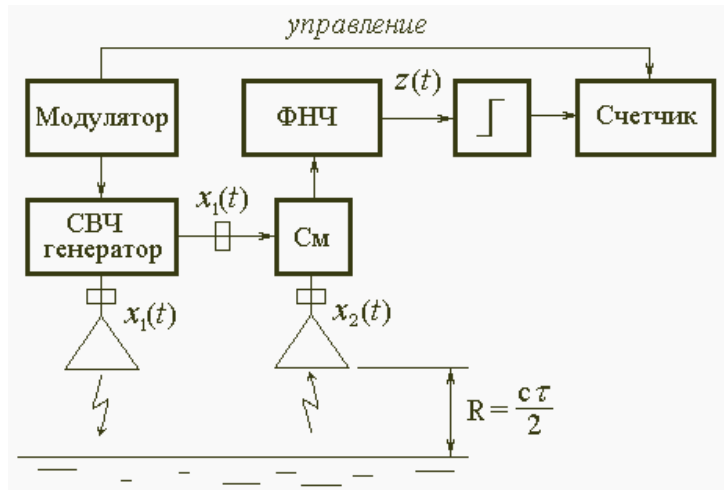 управление
Модулятор
ФНЧ
z(t)
Счетчик
СВЧ
генератор
x₁(t)
См
x₁(t)
x₂(t)
R = cτ/2